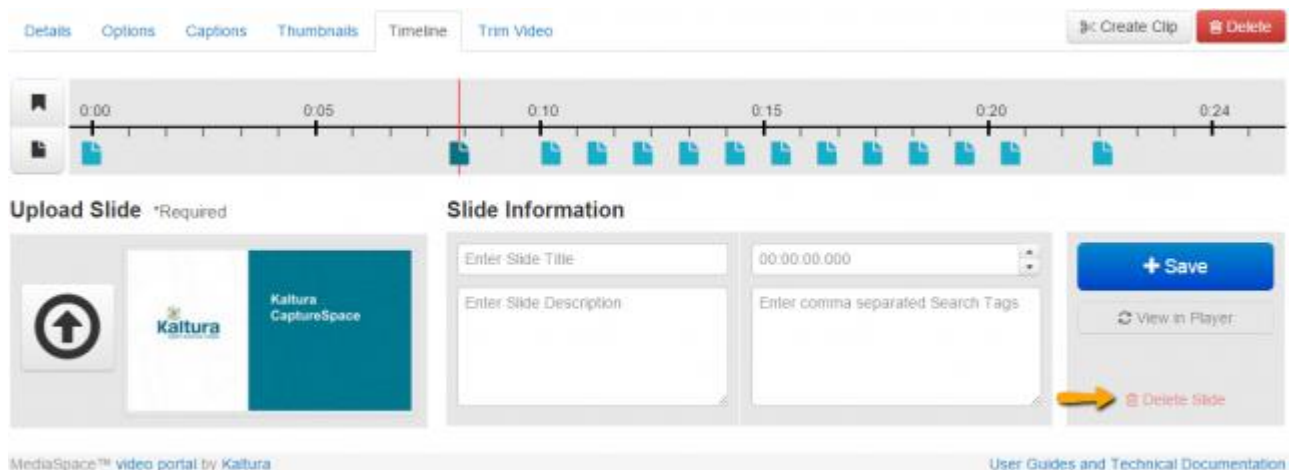 Details Options Captions Thumbnails Timeline Trim Video Create Clip Delete
0:00 0:05 0:10 0:15 0:20 0:24
Upload Slide *Required Slide Information
Enter Slide Title 00:00:00.000
+ Save
Kaltura
Kaltura
CaptureSpace
Enter Slide Description Enter comma separated Search Tags
View in Player
Delete Slide
MediaSpace™ video portal by Kaltura User Guides and Technical Documentation